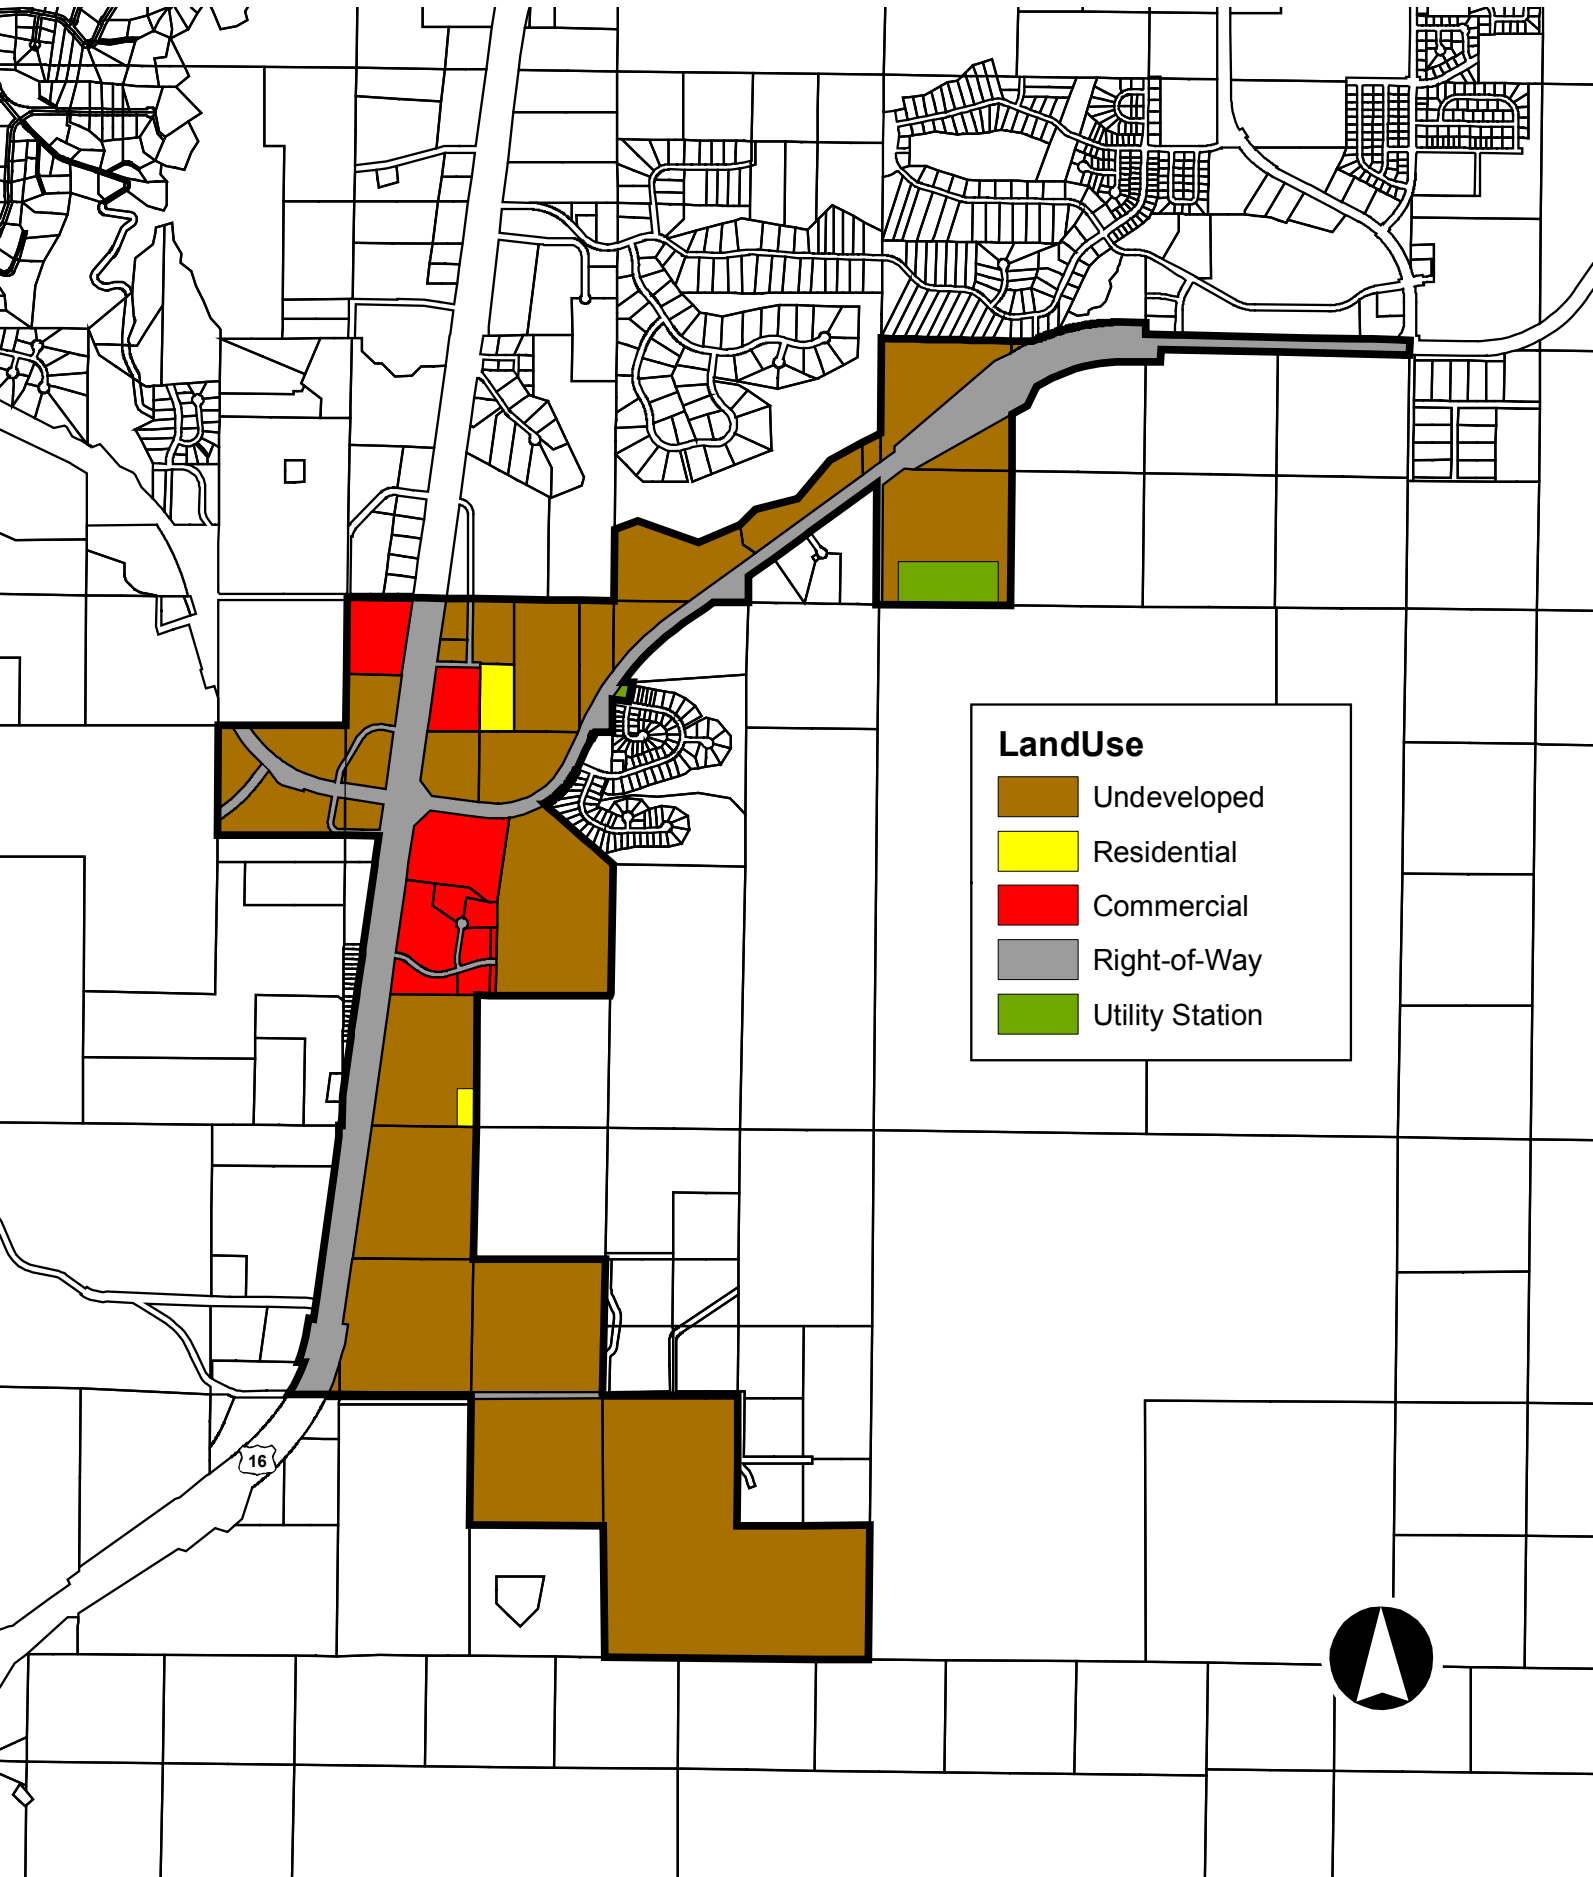 LandUse
Undeveloped
Residential
Commercial
Right-of-Way
Utility Station
16